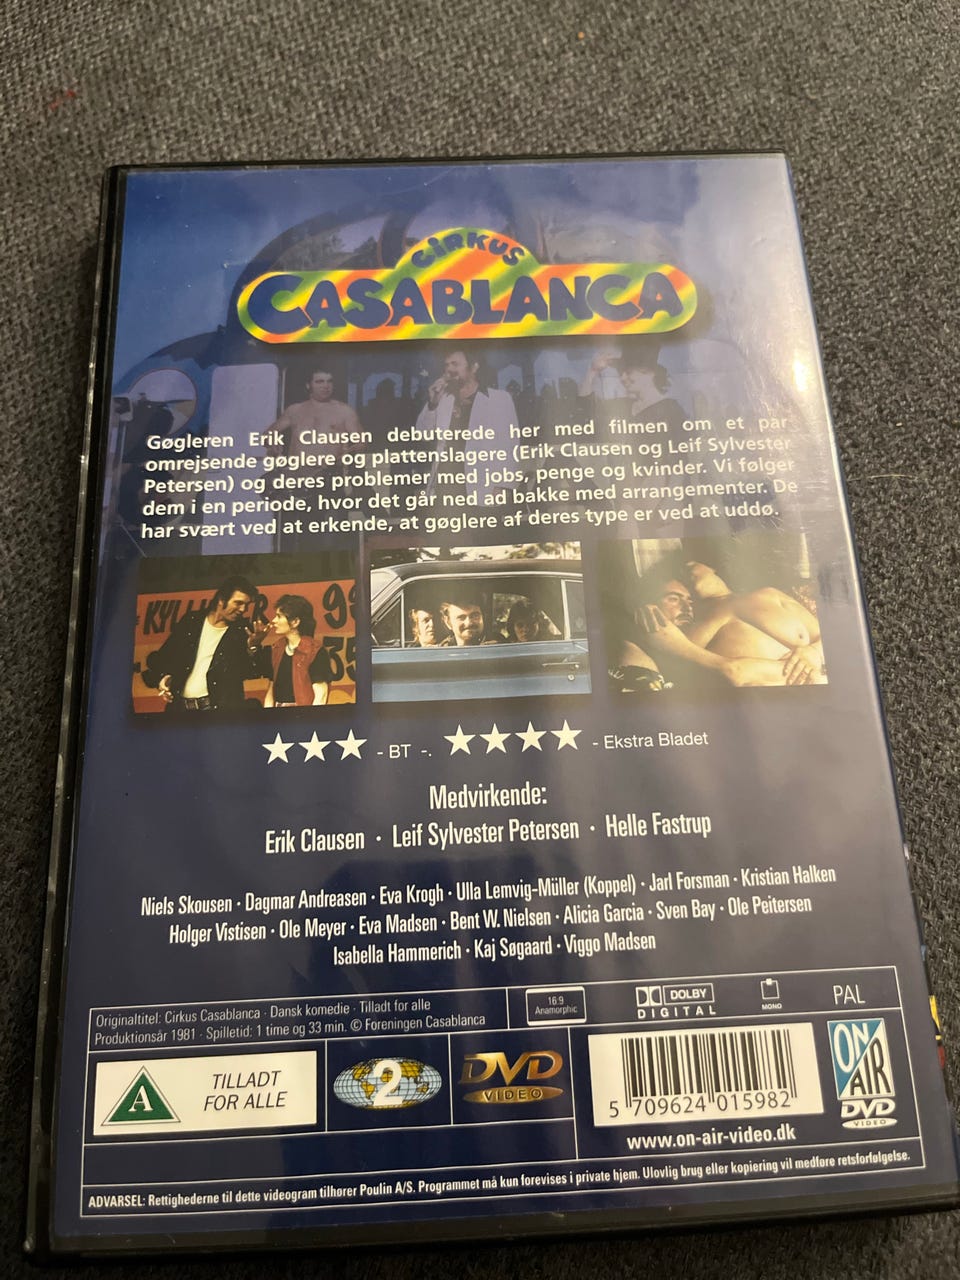 CIRKUS
CASABLANCA
Gøgleren Erik Clausen debuterede her med filmen om et par
omrejsende gøglere og plattenslagere (Erik Clausen og Leif Sylvester
Petersen) og deres problemer med jobs, penge og kvinder. Vi følger
dem i en periode, hvor det går ned ad bakke med arrangementer. De
har svært ved at erkende, at gøglere af deres type er ved at uddø.
- BT -. - Ekstra Bladet
Medvirkende:
Erik Clausen · Leif Sylvester Petersen · Helle Fastrup
Niels Skousen · Dagmar Andreasen · Eva Krogh · Ulla Lemvig-Müller (Koppel) · Jarl Forsman · Kristian Halken
Holger Vistisen · Ole Meyer · Eva Madsen · Bent W. Nielsen · Alicia Garcia · Sven Bay · Ole Peitersen
Isabella Hammerich · Kaj Søgaard · Viggo Madsen
Originaltitel: Cirkus Casablanca · Dansk komedie · Tilladt for alle
Produktionsår 1981 · Spilletid: 1 time og 33 min. © Foreningen Casablanca
16:9
Anamorphic
DOLBY
DIGITAL
MONO
PAL
A
TILLADT
FOR ALLE
2
DVD
VIDEO
5 709624 015982
ON
AIR
DVD
VIDEO
www.on-air-video.dk
ADVARSEL: Rettighederne til dette videogram tilhører Poulin A/S. Programmet må kun forevises i private hjem. Ulovlig brug eller kopiering vil medføre retsforfølgelse.